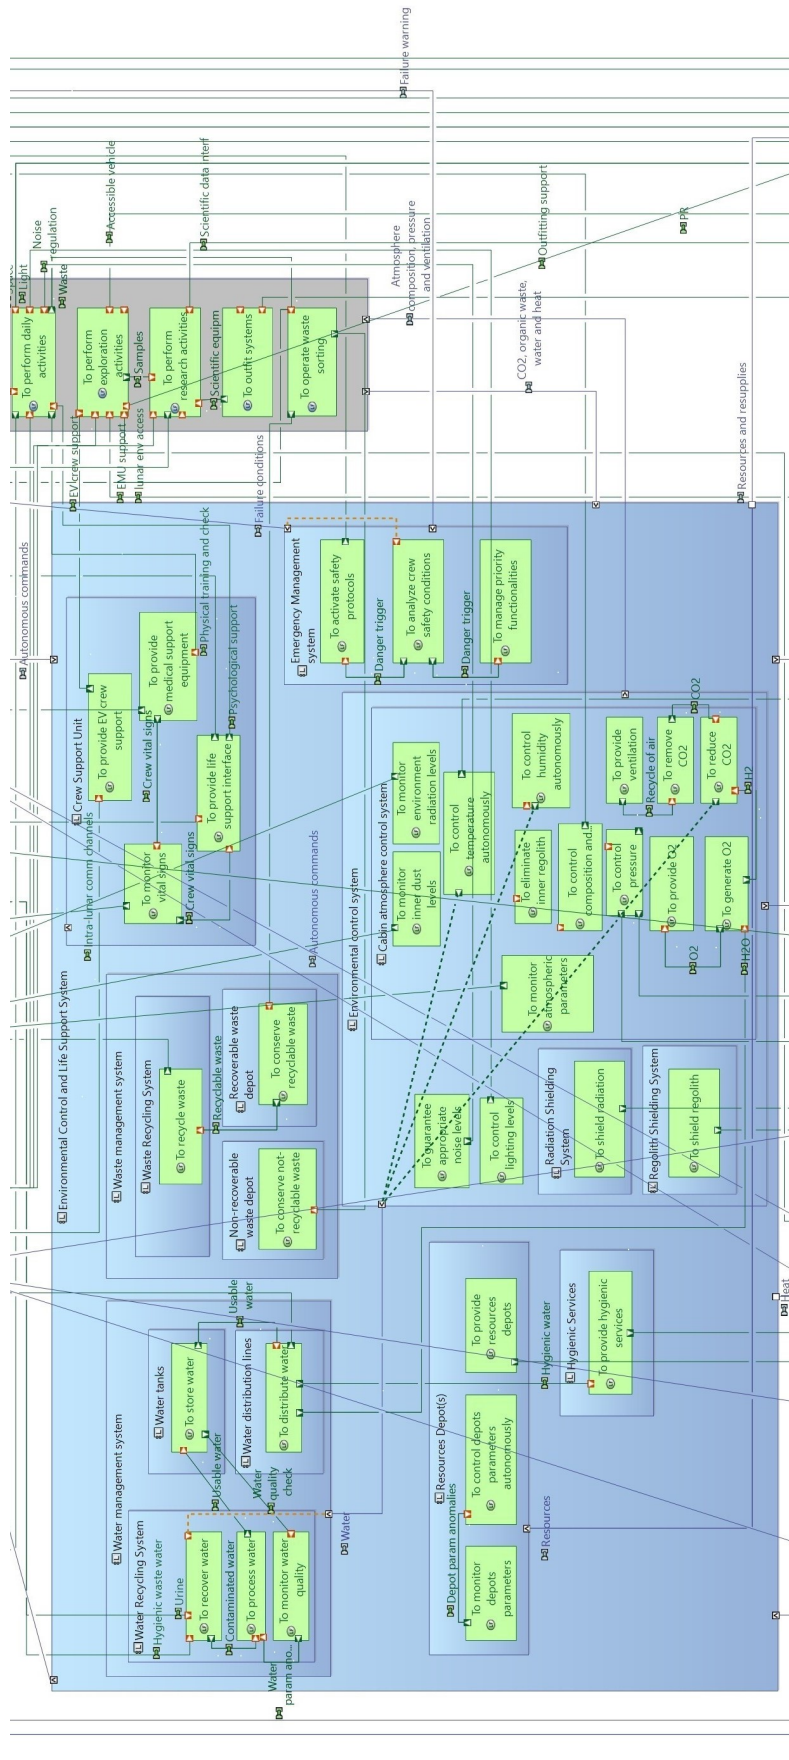 Failure warning
Accessible vehicle
Scientific data interf
Noise
regulation
Light
Waste
Atmosphere
composition, pressure
and ventilation
Outfitting support
PR
CO2, organic waste,
water and heat
Resources and resupplies
To perform daily
activities
To perform
exploration
activities
Samples
To perform
research activities
Scientific equipm
To outfit systems
To operate waste
sorting
EV crew support
EMU support
lunar env access
Failure conditions
Autonomous commands
Physical training and check
Psychological support
Emergency Management
system
To activate safety
protocols
Danger trigger
To analyze crew
safety conditions
Danger trigger
To manage priority
functionalities
Crew Support Unit
To provide EV crew
support
To provide
medical support
equipment
Crew vital signs
To provide life
support interface
To monitor
vital signs
Crew vital signs
Intra-lunar comm channels
Autonomous commands
Environmental control system
Cabin atmosphere control system
To monitor
environment
radiation levels
To monitor
inner dust
levels
To control
temperature
autonomously
To control
humidity
autonomously
To eliminate
inner regolith
To control
composition and...
To provide
ventilation
Recycle of air
To remove
CO2
CO2
To reduce
CO2
H2
To control
pressure
To provide O2
To generate O2
O2
H2O
To monitor
atmospheric
parameters
To guarantee
appropriate
noise levels
To control
lighting levels
Radiation Shielding
System
To shield radiation
Regolith Shielding System
To shield regolith
Environmental Control and Life Support System
Waste management system
Waste Recycling System
To recycle waste
Recyclable waste
Recoverable waste
depot
To conserve
recyclable waste
Non-recoverable
waste depot
To conserve not-
recyclable waste
Heat
Water management system
Water tanks
To store water
Usable
water
Water distribution lines
To distribute water
Usable water
Water
quality
check
Water Recycling System
Hygienic waste water
Urine
To recover water
Contaminated water
To process water
To monitor water
quality
Water
param ano...
Water
Resources Depot(s)
To provide
resources
depots
To control depots
parameters
autonomously
Depot param anomalies
To monitor
depots
parameters
Resources
Hygienic water
Hygienic Services
To provide hygienic
services